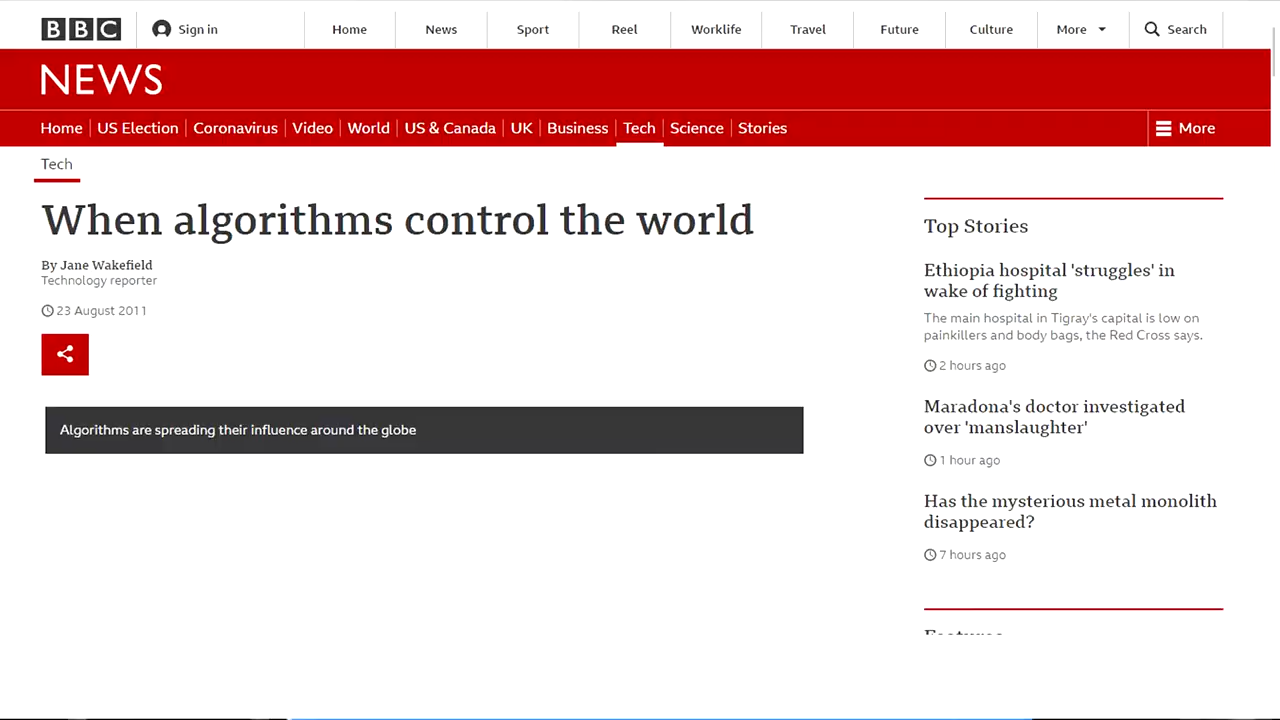 BBC Sign in Home News Sport Reel Worklife Travel Future Culture More Search
NEWS
Home US Election Coronavirus Video World US & Canada UK Business Tech Science Stories More
Tech
When algorithms control the world
By Jane Wakefield
Technology reporter
23 August 2011
Algorithms are spreading their influence around the globe
Top Stories
Ethiopia hospital 'struggles' in
wake of fighting
The main hospital in Tigray's capital is low on
painkillers and body bags, the Red Cross says.
2 hours ago
Maradona's doctor investigated
over 'manslaughter'
1 hour ago
Has the mysterious metal monolith
disappeared?
7 hours ago